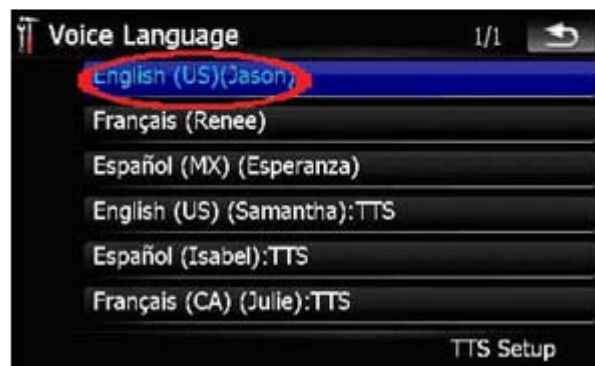 Voice Language 1/1
English (US)(Jason)
Français (Renee)
Español (MX) (Esperanza)
English (US) (Samantha):TTS
Español (Isabel):TTS
Français (CA) (Julie):TTS
TTS Setup